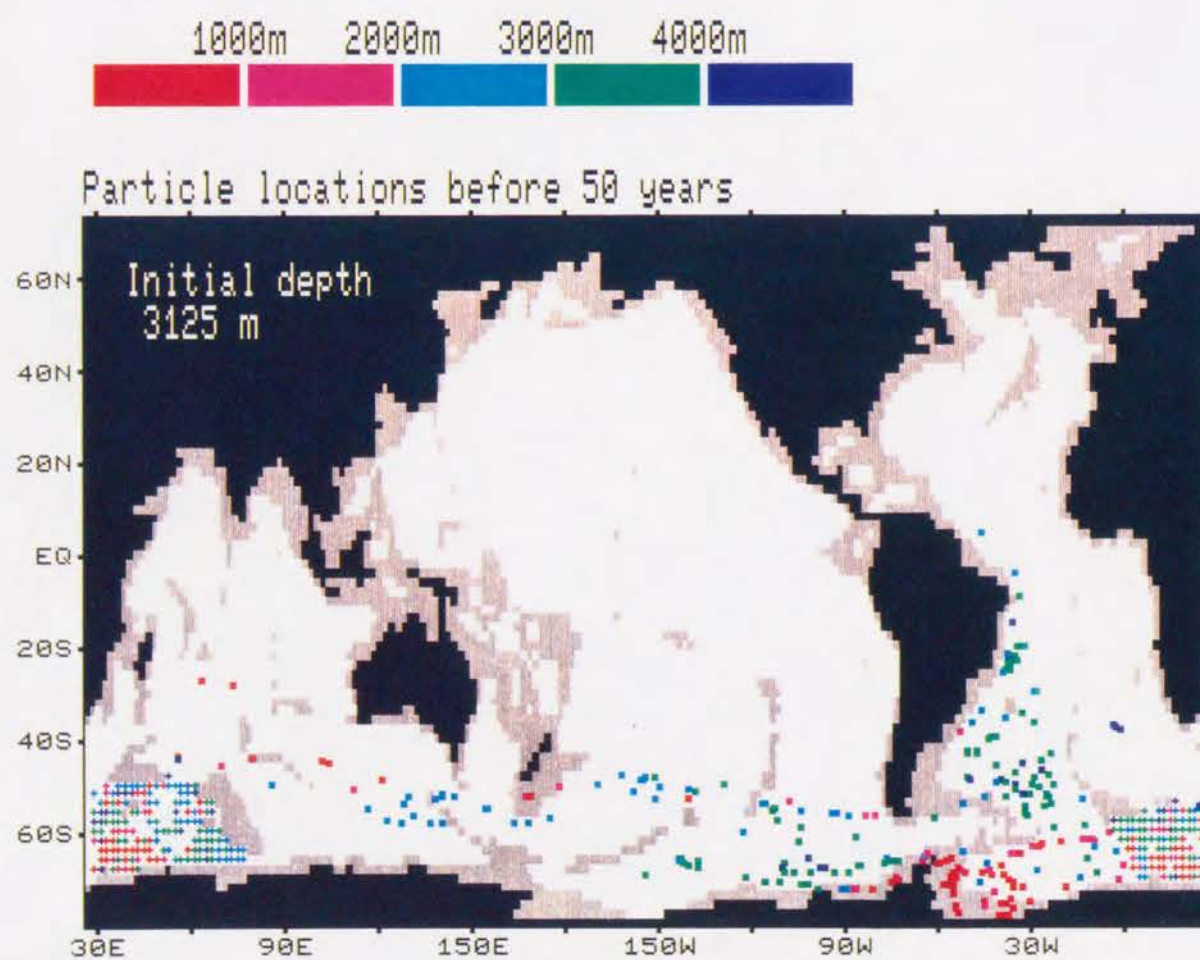 1000m 2000m 3000m 4000m
Particle locations before 50 years
Initial depth
3125 m
60N
40N
20N
EQ
20S
40S
60S
30E 90E 150E 150W 90W 30W